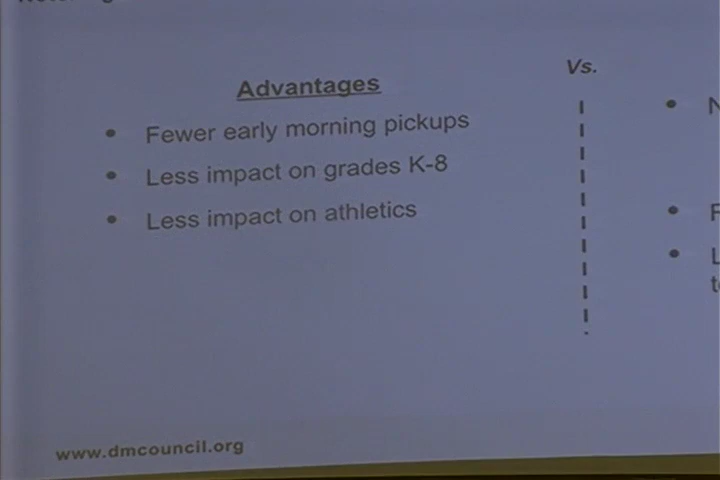 Advantages
Vs.
• Fewer early morning pickups
• Less impact on grades K-8
• Less impact on athletics
www.dmcouncil.org